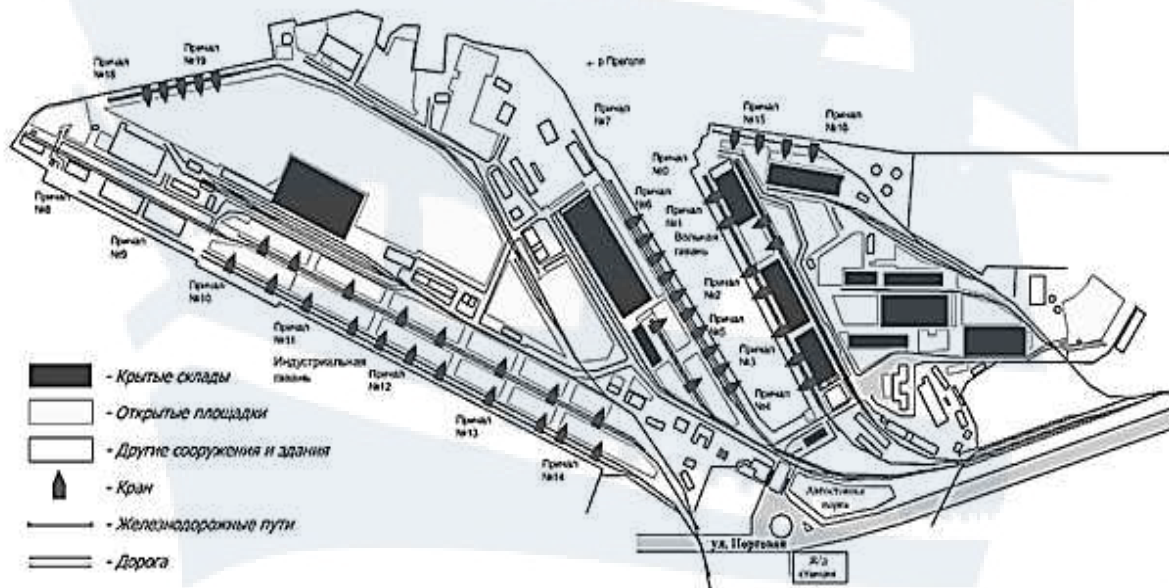 Причал
№18
Причал
№19
← р Преголя
Причал
№7
Причал
№15
Причал
№16
Причал
№0
Причал
№6
Причал
№1
Вольная
гавань
Причал
№8
Причал
№9
Причал
№10
Причал
№2
Причал
№5
Причал
№11
Причал
№3
Индустриальная
гавань
Причал
№12
Причал
№4
Причал
№13
Причал
№14
- Крытые склады
- Открытые площадки
- Другие сооружения и здания
- Кран
- Железнодорожные пути
- Дорога
ул. Портовая
Ж/д
станция